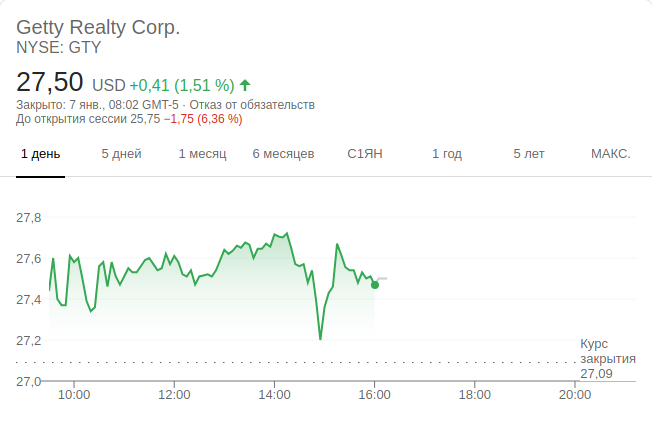 Getty Realty Corp.
NYSE: GTY
27,50 USD +0,41 (1,51 %)
Закрыто: 7 янв., 08:02 GMT-5 · Отказ от обязательств
До открытия сессии 25,75 −1,75 (6,36 %)
1 день 5 дней 1 месяц 6 месяцев С1ЯН 1 год 5 лет МАКС.
27,8
27,6
27,4
27,2
Курс
закрытия
27,09
27,0
10:00 12:00 14:00 16:00 18:00 20:00